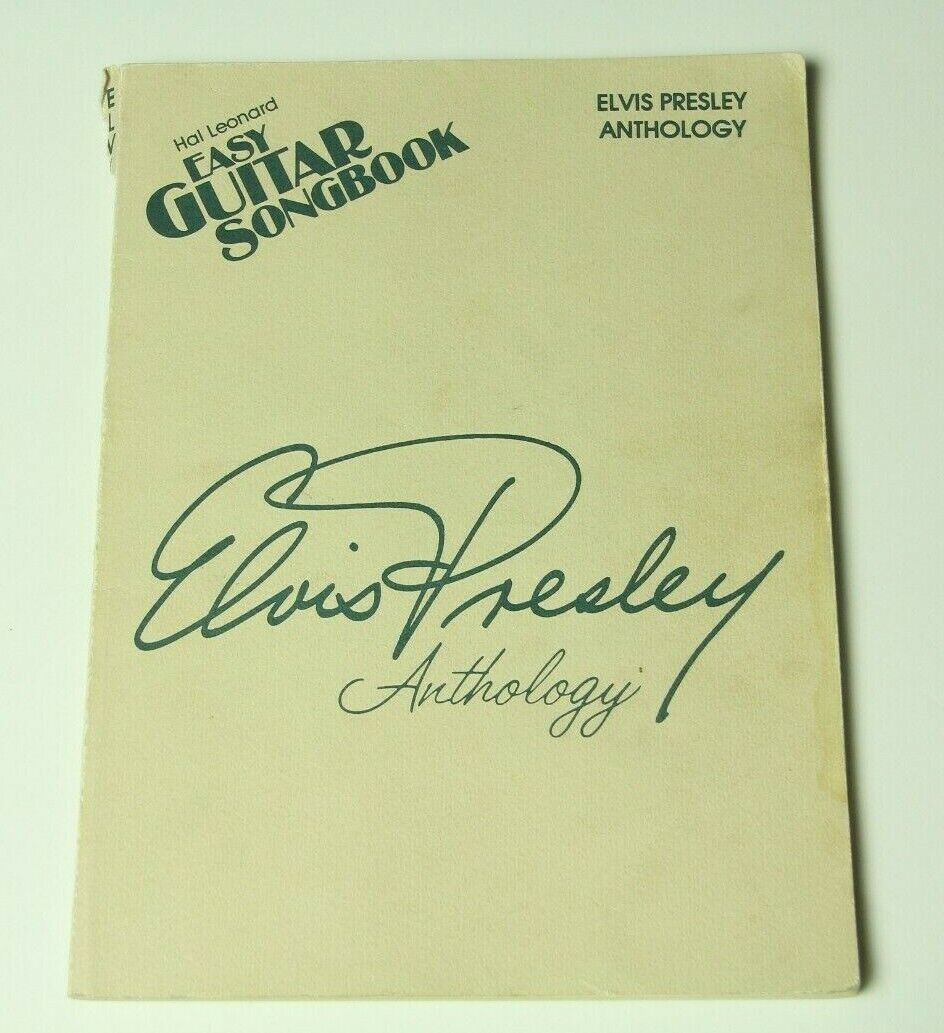 Hal Leonard
EASY
GUITAR
SONGBOOK
ELVIS PRESLEY
ANTHOLOGY
Elvis Presley
Anthology
E
L
V